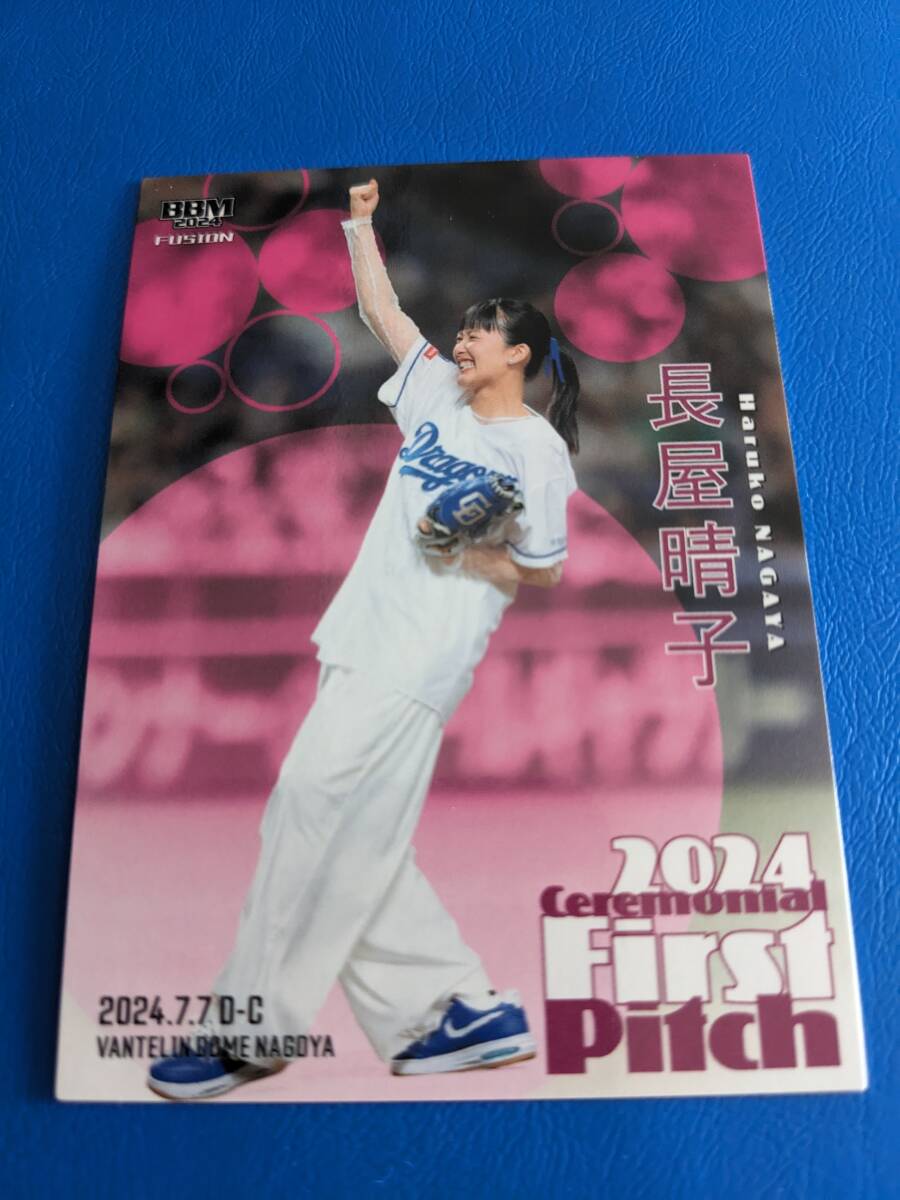 BBM
2024
FUSION
長屋晴子
Haruko NAGAYA
Dragons
CD
2024
Ceremonial
First
Pitch
2024.7.7 D-C
VANTELIN DOME NAGOYA